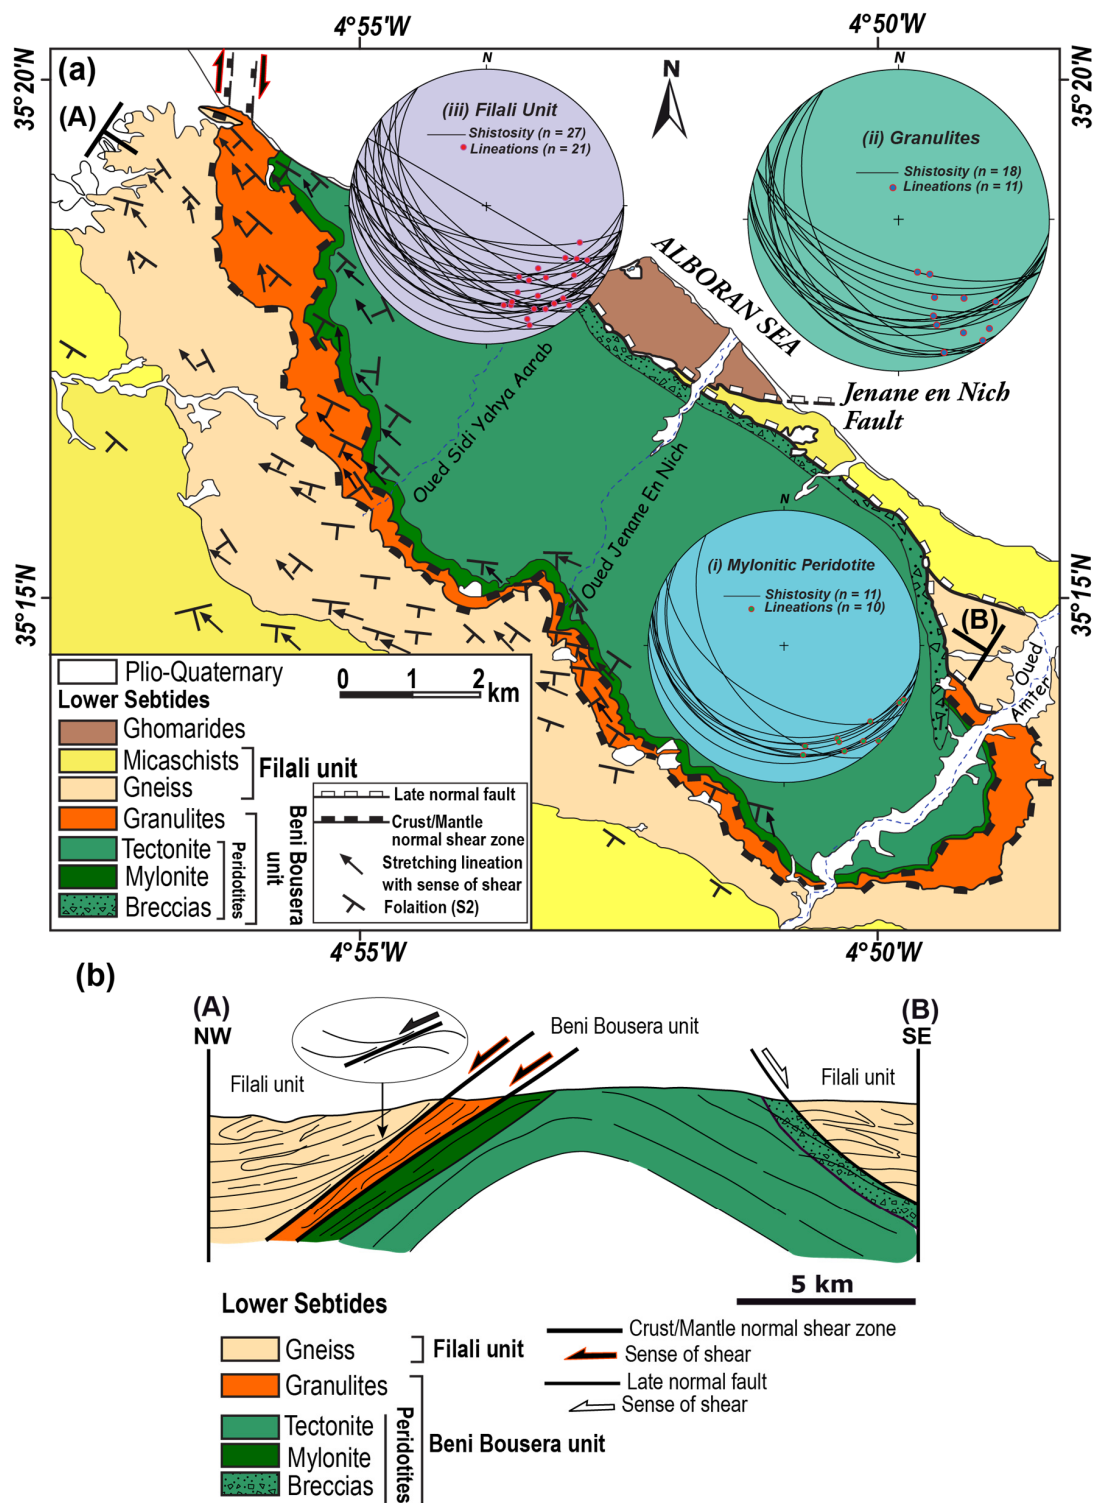 4°55'W
4°50'W
35°20'N
35°20'N
(a)
(A)
N
N
(iii) Filali Unit
Shistosity (n = 27)
Lineations (n = 21)
N
(ii) Granulites
Shistosity (n = 18)
Lineations (n = 11)
ALBORAN SEA
Jenane en Nich
Fault
Oued Sidi Yahya Aarab
Oued Jenane En Nich
N
(i) Mylonitic Peridotite
Shistosity (n = 11)
Lineations (n = 10)
35°15'N
35°15'N
(B)
Oued
Amter
Plio-Quaternary
Lower Sebtides
Ghomarides
Micaschists
Gneiss
Filali unit
Granulites
Tectonite
Mylonite
Breccias
Peridotites
Beni Bousera
unit
0 1 2
km
Late normal fault
Crust/Mantle
normal shear zone
Stretching lineation
with sense of shear
Folaition (S2)
4°55'W
4°50'W
(b)
(A)
NW
(B)
SE
Beni Bousera unit
Filali unit
Filali unit
5 km
Lower Sebtides
Gneiss
Filali unit
Granulites
Tectonite
Mylonite
Breccias
Peridotites
Beni Bousera unit
Crust/Mantle normal shear zone
Sense of shear
Late normal fault
Sense of shear